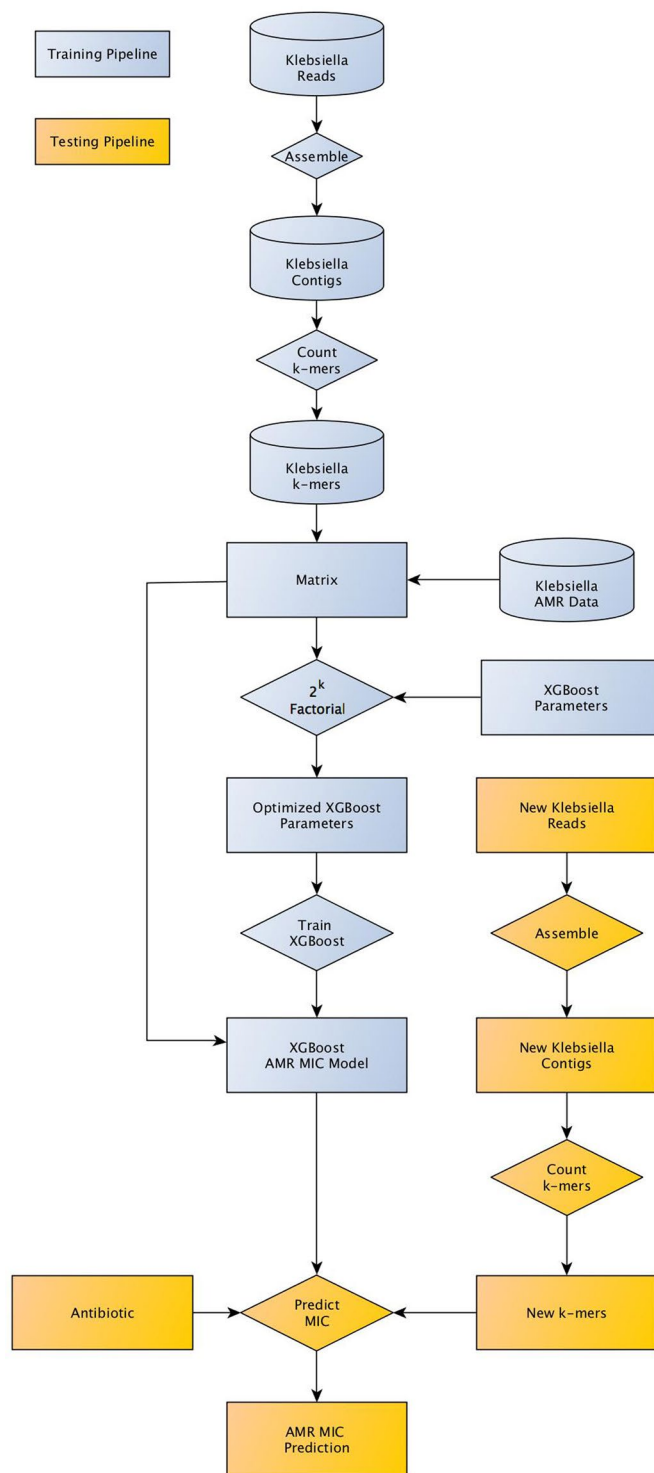 Training Pipeline
Testing Pipeline
Klebsiella
Reads
Assemble
Klebsiella
Contigs
Count
k-mers
Klebsiella
k-mers
Matrix
Klebsiella
AMR Data
2^k
Factorial
XGBoost
Parameters
Optimized XGBoost
Parameters
Train
XGBoost
XGBoost
AMR MIC Model
New Klebsiella
Reads
Assemble
New Klebsiella
Contigs
Count
k-mers
New k-mers
Antibiotic
Predict
MIC
AMR MIC
Prediction